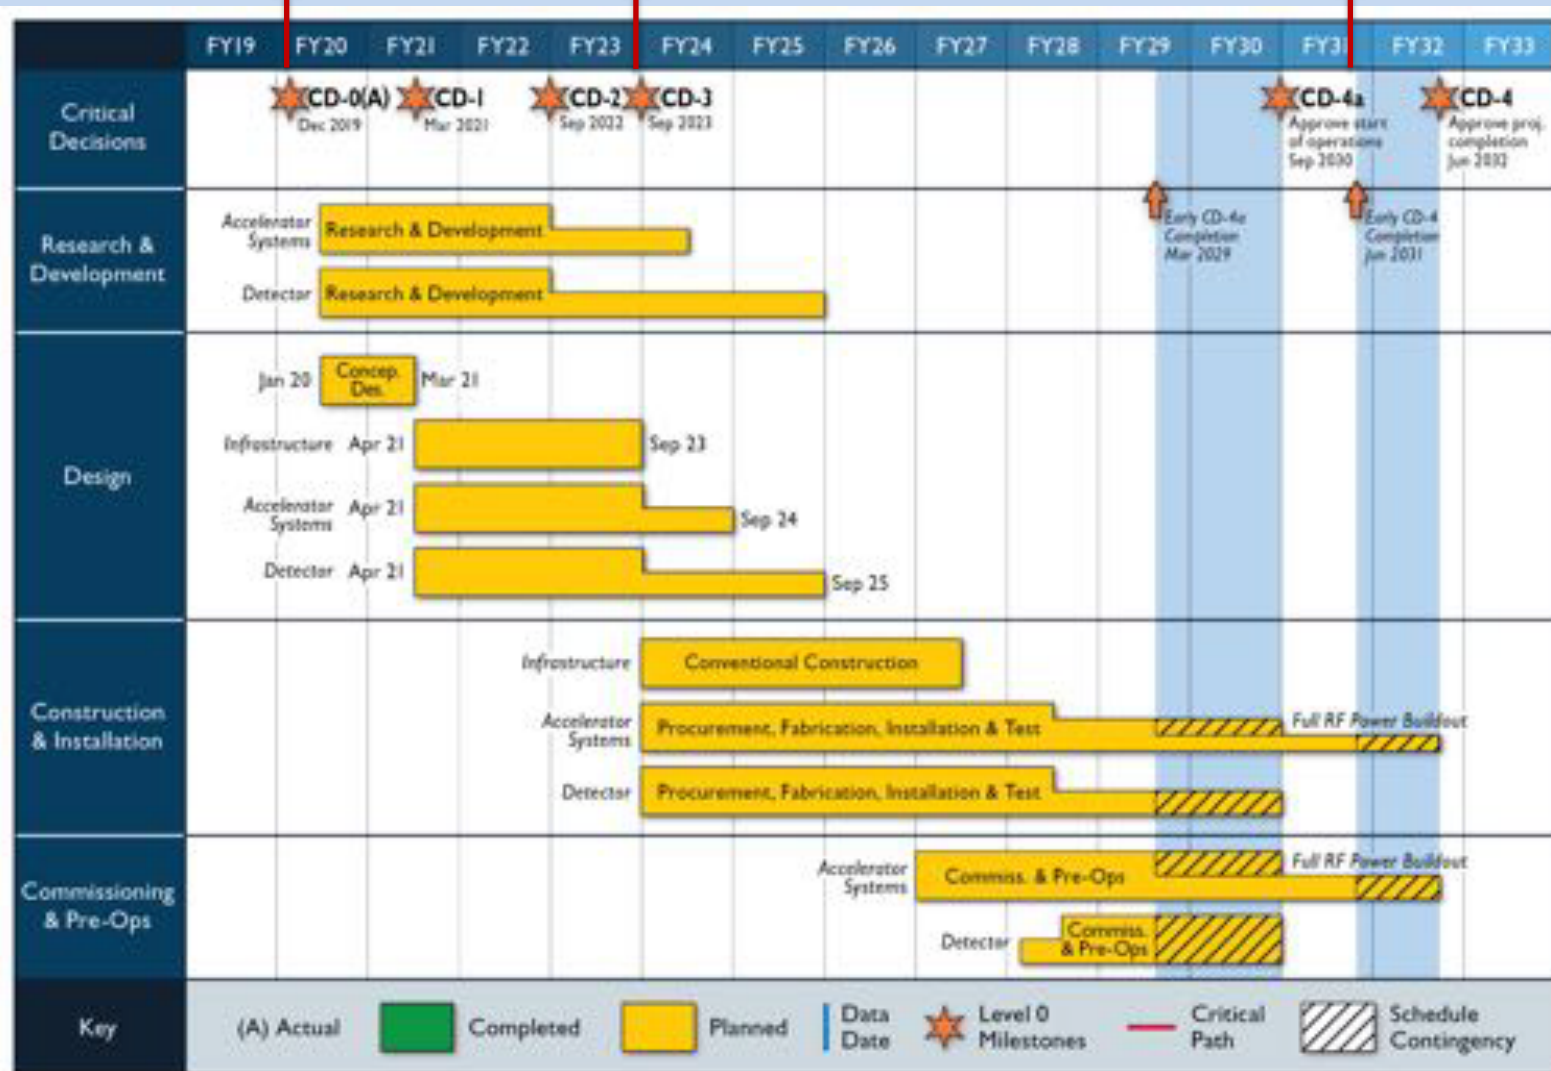 FY19 FY20 FY21 FY22 FY23 FY24 FY25 FY26 FY27 FY28 FY29 FY30 FY31 FY32 FY33
Critical
Decisions
CD-0(A)
Dec 2019
CD-1
Mar 2021
CD-2
Sep 2022
CD-3
Sep 2023
CD-4a
Approve start
of operations
Sep 2030
CD-4
Approve proj.
completion
Jun 2032
Early CD-4a
Completion
Mar 2029
Early CD-4
Completion
Jun 2031
Research &
Development
Accelerator
Systems
Research & Development
Detector
Research & Development
Design
Jan 20
Concep.
Des.
Mar 21
Infrastructure Apr 21
Sep 23
Accelerator
Systems
Apr 21
Sep 24
Detector Apr 21
Sep 25
Construction
& Installation
Infrastructure
Conventional Construction
Accelerator
Systems
Procurement, Fabrication, Installation & Test
Full RF Power Buildout
Detector
Procurement, Fabrication, Installation & Test
Commissioning
& Pre-Ops
Accelerator
Systems
Commiss. & Pre-Ops
Full RF Power Buildout
Detector
Commiss.
& Pre-Ops
Key
(A) Actual
Completed
Planned
Data
Date
Level 0
Milestones
Critical
Path
Schedule
Contingency